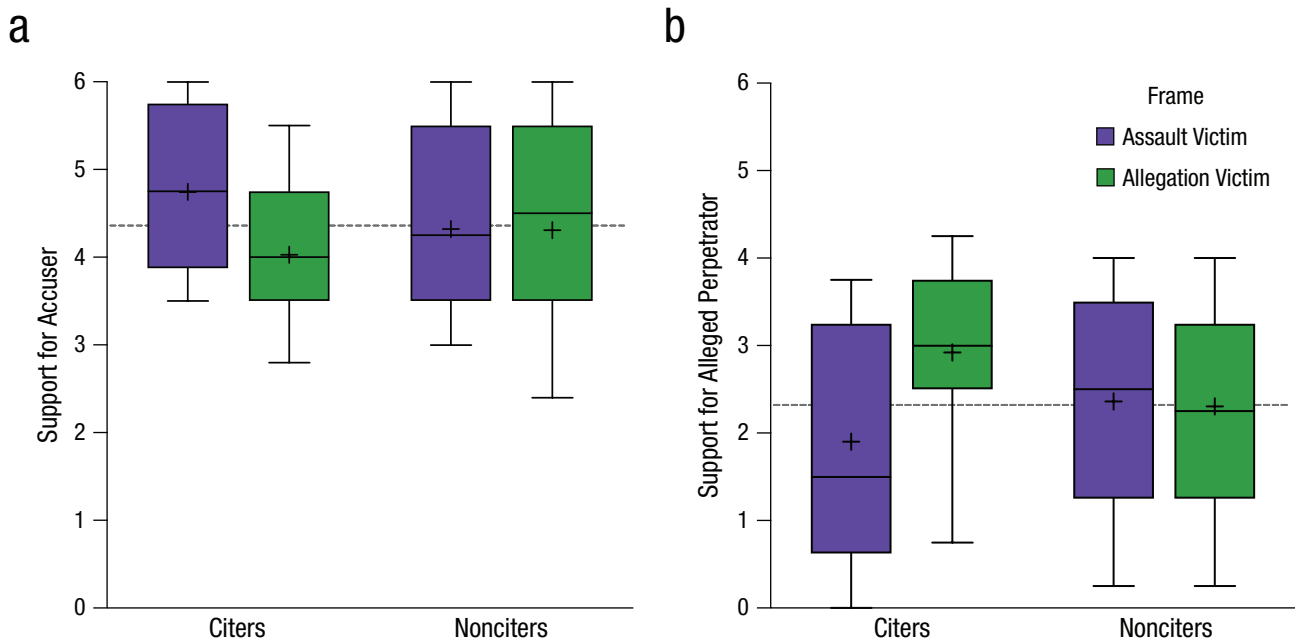 a
6
5
4
3
2
1
0
Support for Accuser
Citers
Nonciters
b
6
5
4
3
2
1
0
Support for Alleged Perpetrator
Frame
Assault Victim
Allegation Victim
Citers
Nonciters